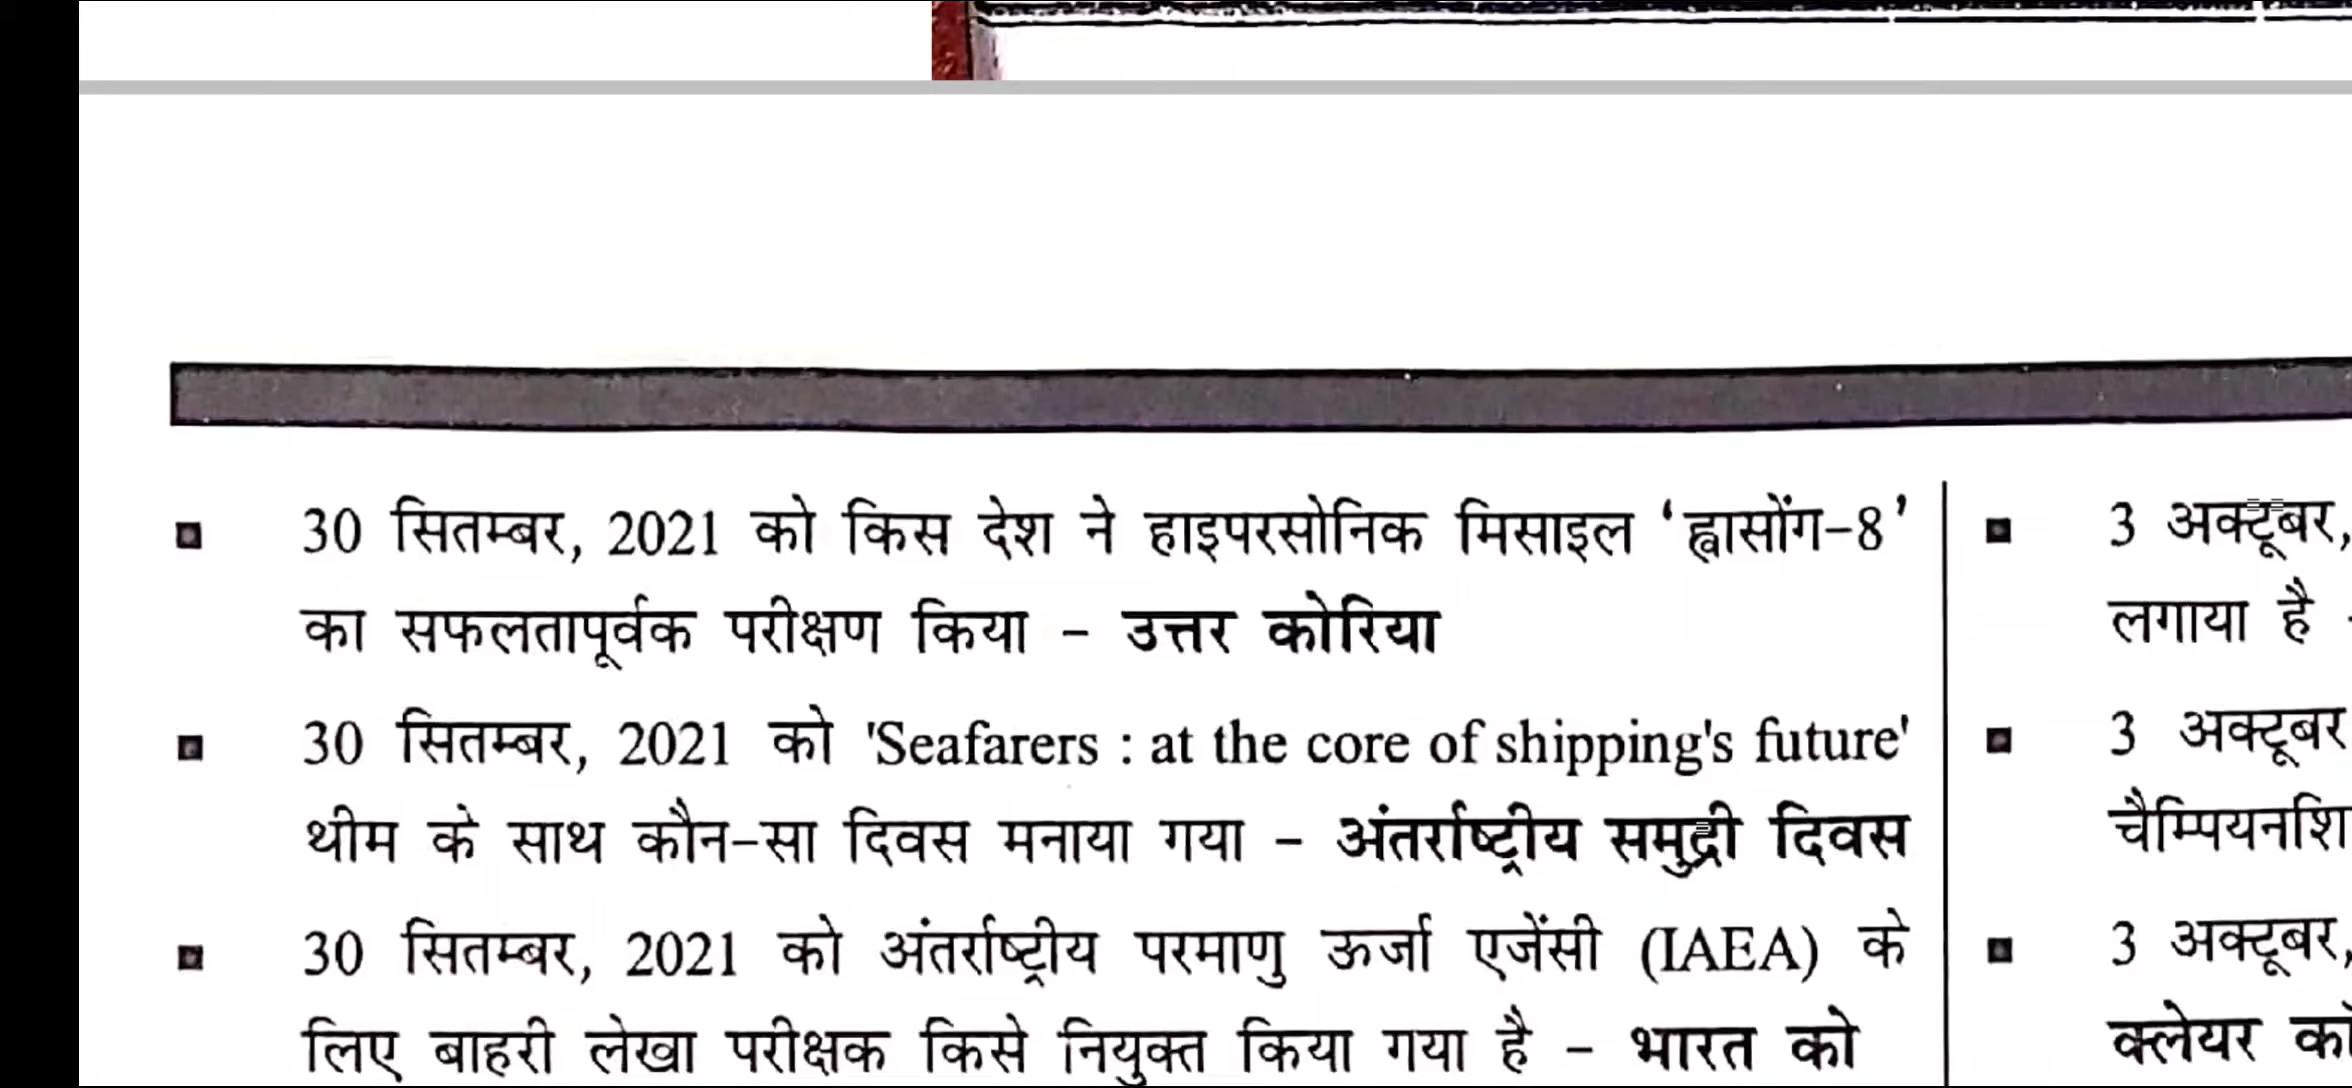 30 सितम्बर, 2021 को किस देश ने हाइपरसोनिक मिसाइल ‘ह्वासोंग-8’
का सफलतापूर्वक परीक्षण किया - उत्तर कोरिया
30 सितम्बर, 2021 को 'Seafarers : at the core of shipping's future'
थीम के साथ कौन-सा दिवस मनाया गया - अंतर्राष्ट्रीय समुद्री दिवस
30 सितम्बर, 2021 को अंतर्राष्ट्रीय परमाणु ऊर्जा एजेंसी (IAEA) के
लिए बाहरी लेखा परीक्षक किसे नियुक्त किया गया है - भारत को
3 अक्टूबर,
लगाया है -
3 अक्टूबर
चैम्पियनशि
3 अक्टूबर,
क्लेयर को